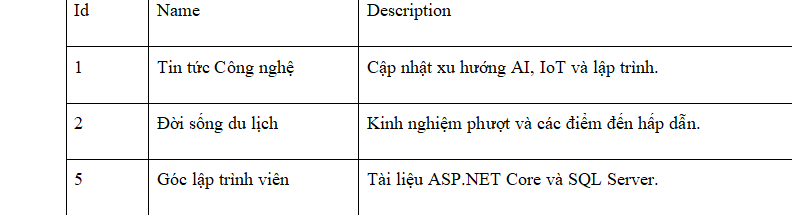 Id Name Description
1 Tin tức Công nghệ Cập nhật xu hướng AI, IoT và lập trình.
2 Đời sống du lịch Kinh nghiệm phượt và các điểm đến hấp dẫn.
5 Góc lập trình viên Tài liệu ASP.NET Core và SQL Server.